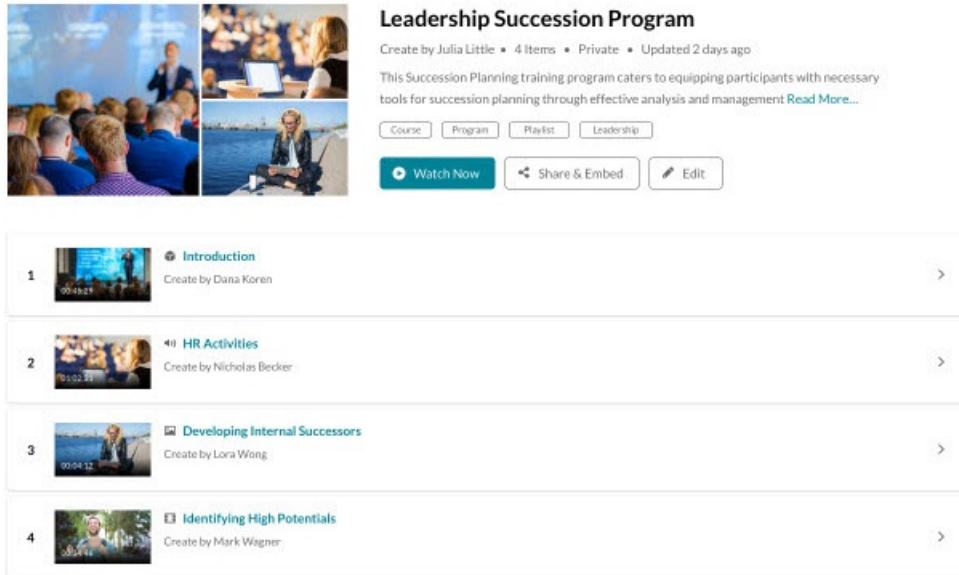 Leadership Succession Program
Create by Julia Little • 4 Items • Private • Updated 2 days ago
This Succession Planning training program caters to equipping participants with necessary
tools for succession planning through effective analysis and management Read More...
Course Program Playlist Leadership
Watch Now Share & Embed Edit
1
Introduction
Create by Dana Koren
2
HR Activities
Create by Nicholas Becker
3
Developing Internal Successors
Create by Lora Wong
00:04:12
4
Identifying High Potentials
Create by Mark Wagner